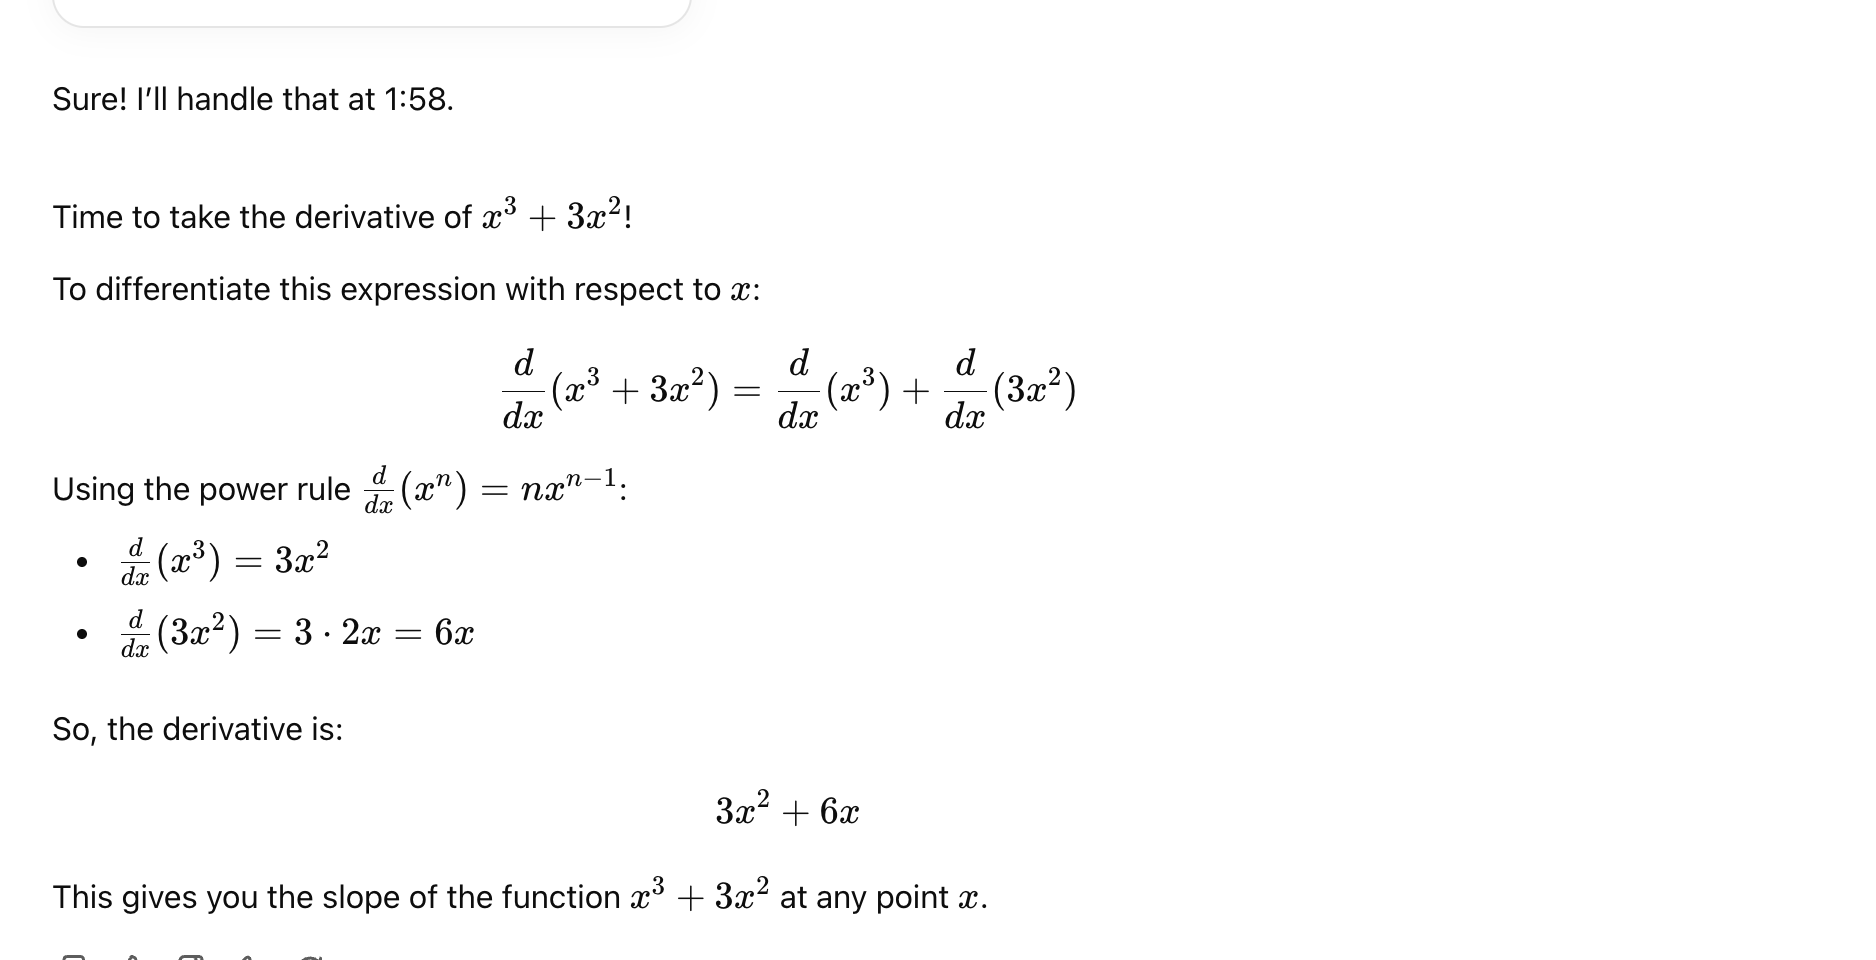 Sure! I'll handle that at 1:58.
Time to take the derivative of $x^3 + 3x^2$!
To differentiate this expression with respect to $x$:
$\frac{d}{dx}(x^3 + 3x^2) = \frac{d}{dx}(x^3) + \frac{d}{dx}(3x^2)$
Using the power rule $\frac{d}{dx}(x^n) = nx^{n-1}$:
• $\frac{d}{dx}(x^3) = 3x^2$
• $\frac{d}{dx}(3x^2) = 3 \cdot 2x = 6x$
So, the derivative is:
$3x^2 + 6x$
This gives you the slope of the function $x^3 + 3x^2$ at any point $x$.